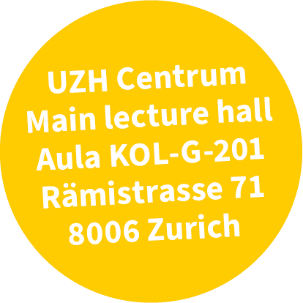 UZH Centrum
Main lecture hall
Aula KOL-G-201
Rämistrasse 71
8006 Zurich